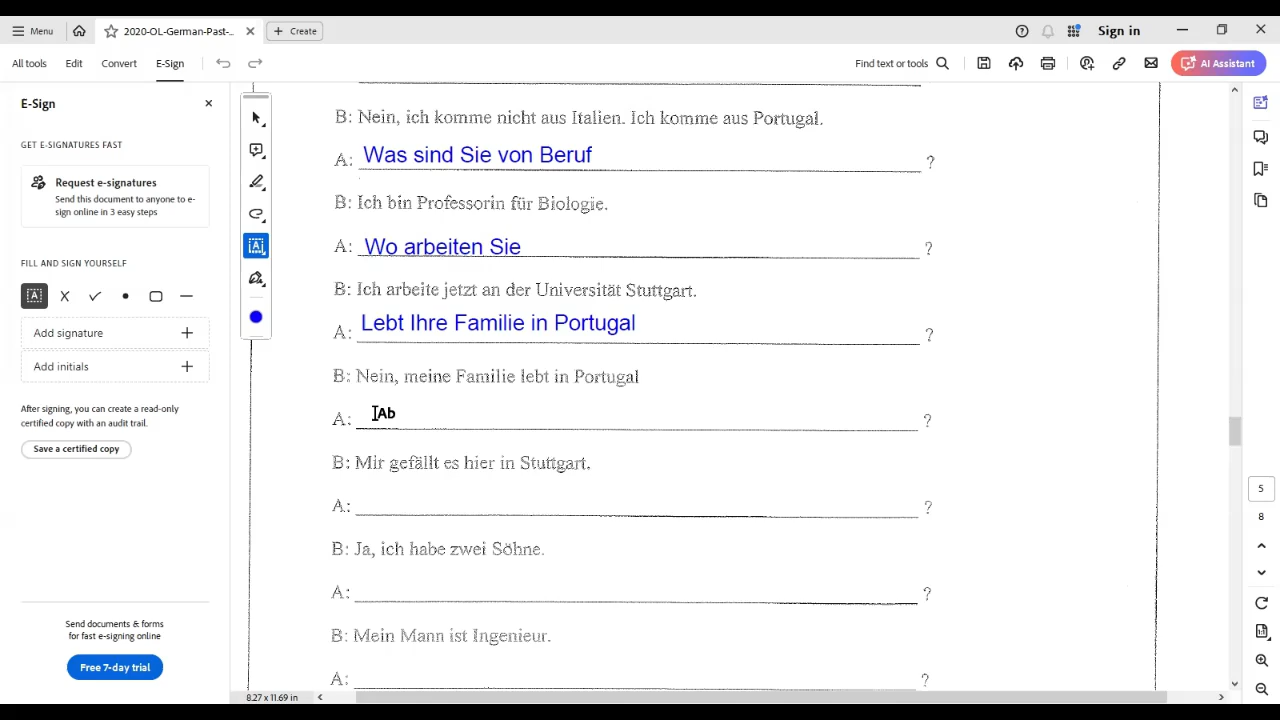 Menu
2020-OL-German-Past-...
Create
Sign in
All tools
Edit
Convert
E-Sign
Find text or tools
AI Assistant
E-Sign
GET E-SIGNATURES FAST
Request e-signatures
Send this document to anyone to e-
sign online in 3 easy steps
FILL AND SIGN YOURSELF
Add signature
Add initials
After signing, you can create a read-only
certified copy with an audit trail.
Save a certified copy
Send documents & forms
for fast e-signing online
Free 7-day trial
B: Nein, ich komme nicht aus Italien. Ich komme aus Portugal.
A: Was sind Sie von Beruf ?
B: Ich bin Professorin für Biologie.
A: Wo arbeiten Sie ?
B: Ich arbeite jetzt an der Universität Stuttgart.
A: Lebt Ihre Familie in Portugal ?
B: Nein, meine Familie lebt in Portugal
A: Ab ?
B: Mir gefällt es hier in Stuttgart.
A: ?
B: Ja, ich habe zwei Söhne.
A: ?
B: Mein Mann ist Ingenieur.
A: ?
8.27 x 11.69 in
5
8